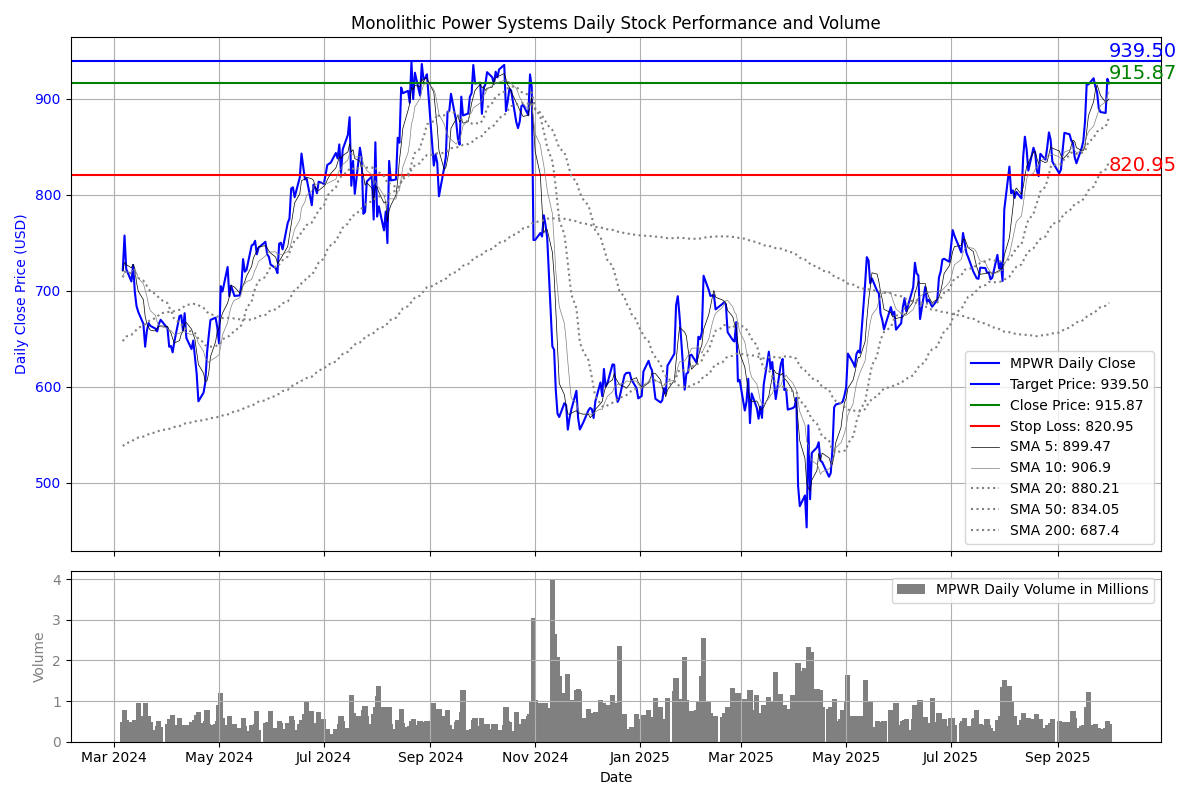 Monolithic Power Systems Daily Stock Performance and Volume
939.50
915.87
820.95
Daily Close Price (USD)
900
800
700
600
500
MPWR Daily Close
Target Price: 939.50
Close Price: 915.87
Stop Loss: 820.95
SMA 5: 899.47
SMA 10: 906.9
SMA 20: 880.21
SMA 50: 834.05
SMA 200: 687.4
Volume
4
3
2
1
0
MPWR Daily Volume in Millions
Mar 2024 May 2024 Jul 2024 Sep 2024 Nov 2024 Jan 2025 Mar 2025 May 2025 Jul 2025 Sep 2025
Date